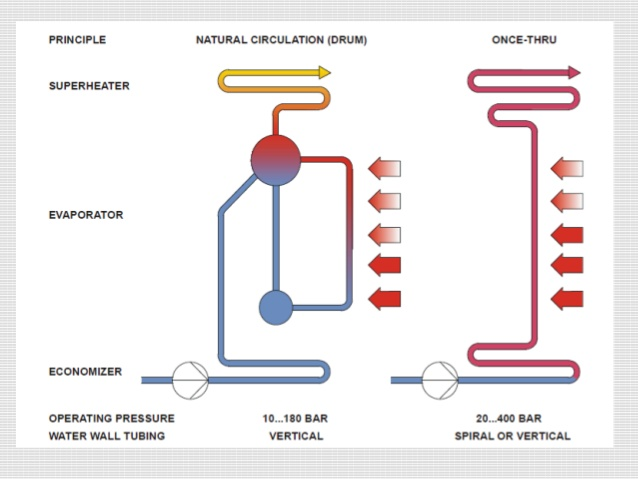 PRINCIPLE NATURAL CIRCULATION (DRUM) ONCE-THRU
SUPERHEATER
EVAPORATOR
ECONOMIZER
OPERATING PRESSURE 10...180 BAR 20...400 BAR
WATER WALL TUBING VERTICAL SPIRAL OR VERTICAL